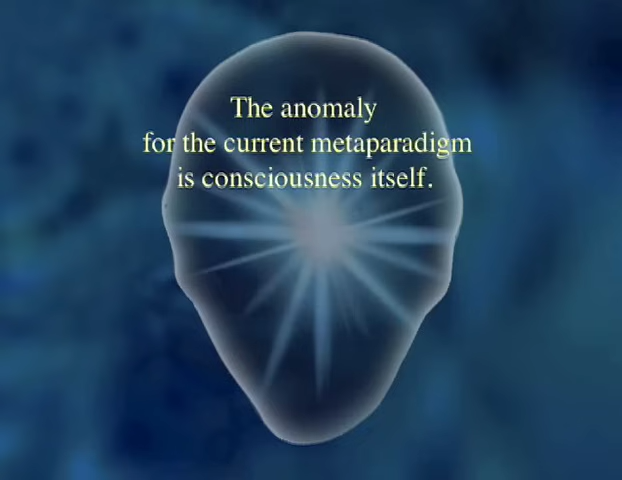 The anomaly
for the current metaparadigm
is consciousness itself.